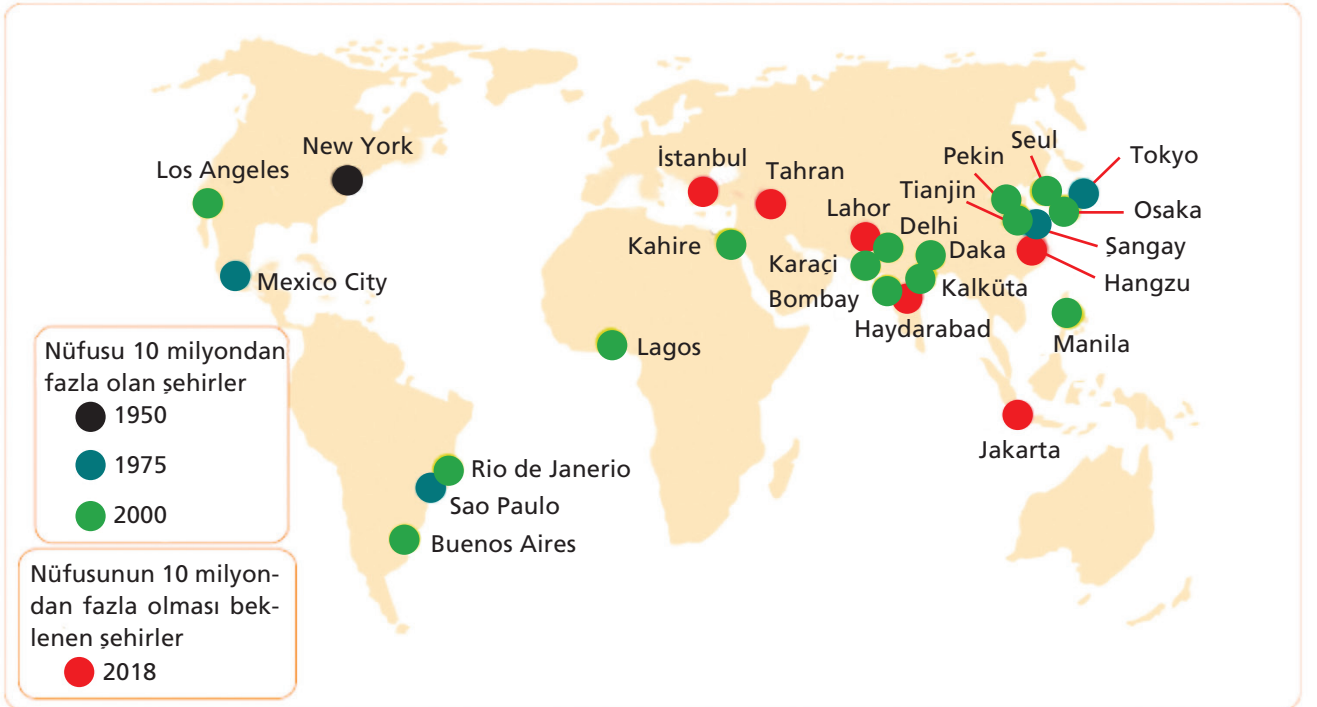 New York
Los Angeles
Mexico City
İstanbul
Tahran
Kahire
Lagos
Lahor
Delhi
Karaçi
Daka
Bombay
Kalküta
Haydarabad
Pekin
Seul
Tianjin
Tokyo
Osaka
Şangay
Hangzu
Manila
Jakarta
Rio de Janerio
Sao Paulo
Buenos Aires
Nüfusu 10 milyondan
fazla olan şehirler
1950
1975
2000
Nüfusunun 10 milyon-
dan fazla olması bek-
lenen şehirler
2018